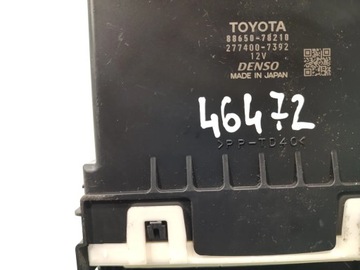 TOYOTA
88650-78210
277400-7392
12V
DENSO
MADE IN JAPAN
46472
>PP-TD40<